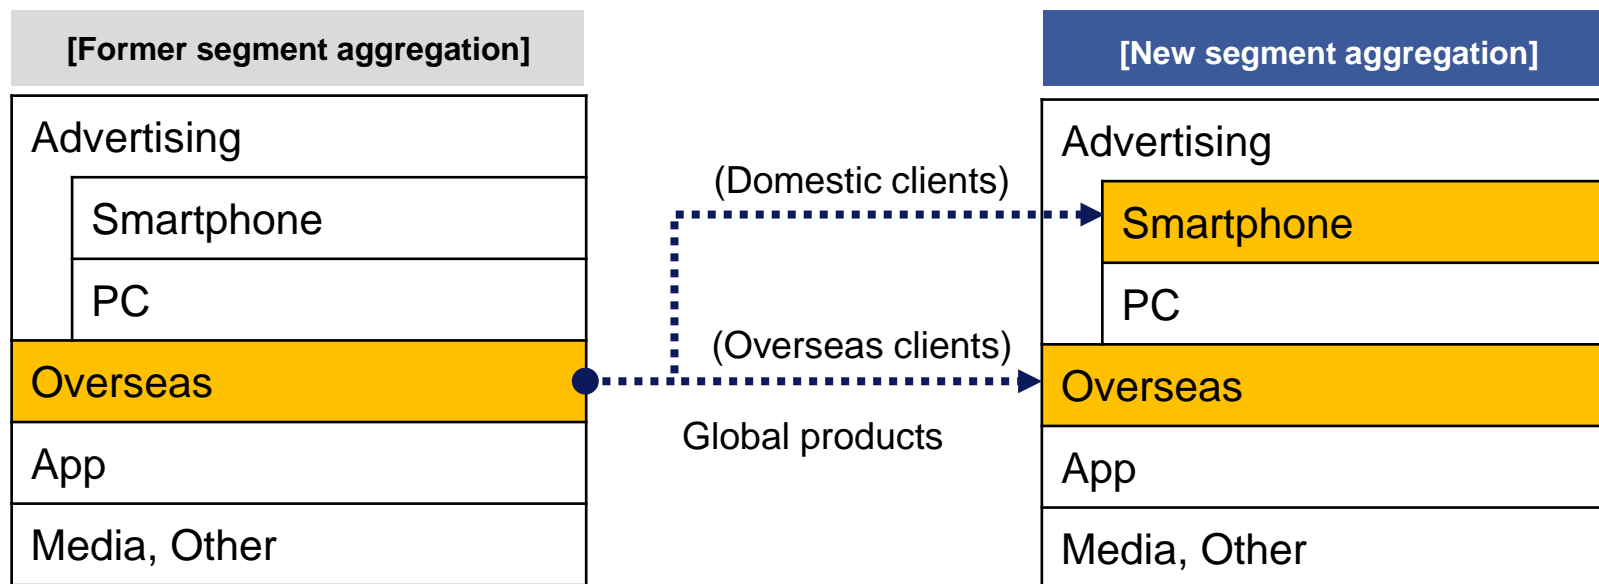 [Former segment aggregation]
Advertising
Smartphone
PC
Overseas
App
Media, Other
(Domestic clients)
(Overseas clients)
Global products
[New segment aggregation]
Advertising
Smartphone
PC
Overseas
App
Media, Other